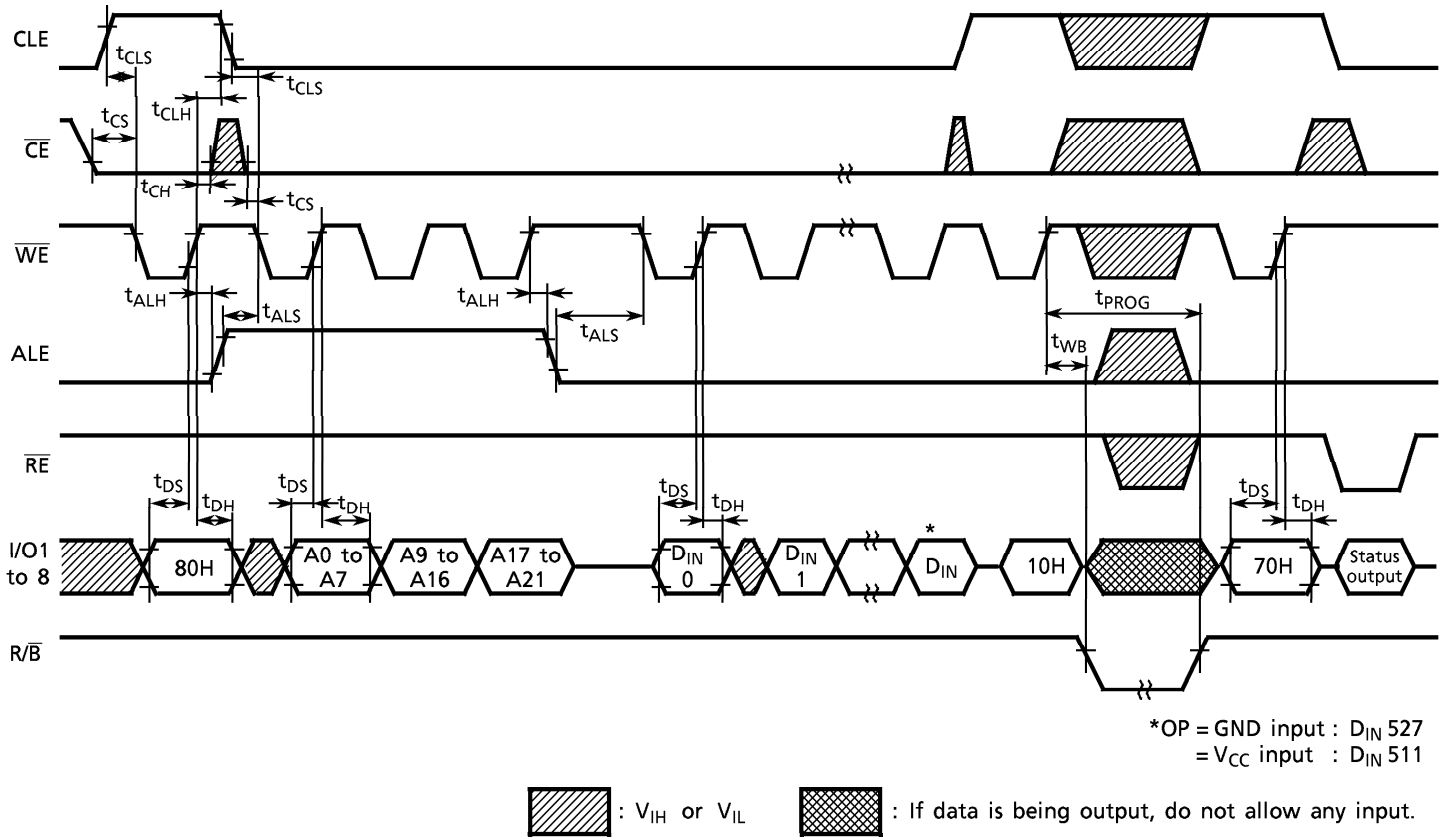 CLE
tCLS
tCLS
tCLH
tCS
CE
tCH
tCS
WE
tALH
tALS
tALH
tALS
tPROG
ALE
tWB
RE
tDS
tDH
tDS
tDH
tDS
tDH
tDS
tDH
I/O1
to 8
80H
A0 to
A7
A9 to
A16
A17 to
A21
DIN
0
DIN
1
*
DIN
10H
70H
Status
output
R/B
*OP = GND input : DIN 527
= VCC input : DIN 511
: VIH or VIL
: If data is being output, do not allow any input.